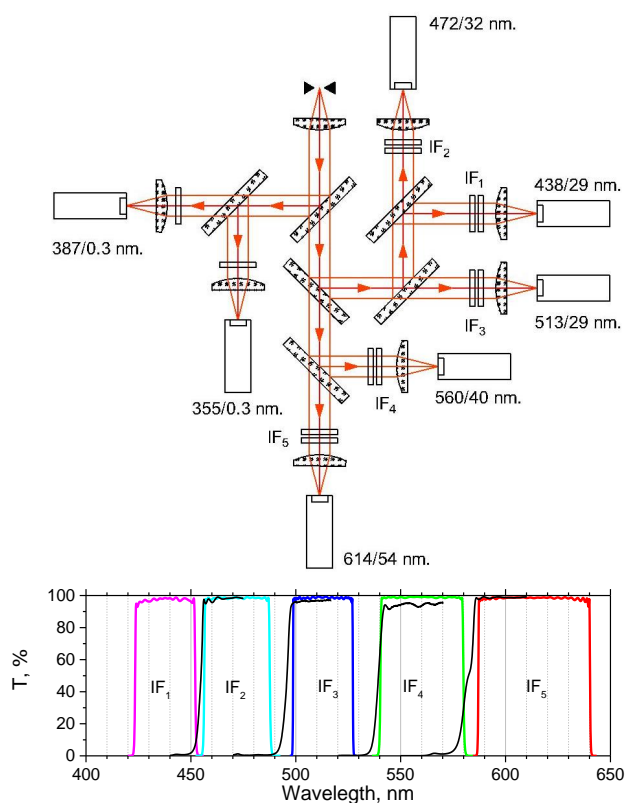 472/32 nm.
IF2
IF1
438/29 nm.
387/0.3 nm.
IF3
513/29 nm.
355/0.3 nm.
IF4
560/40 nm.
IF5
614/54 nm.
T, %
100
80
60
40
20
0
IF1
IF2
IF3
IF4
IF5
400
450
500
550
600
650
Wavelegth, nm